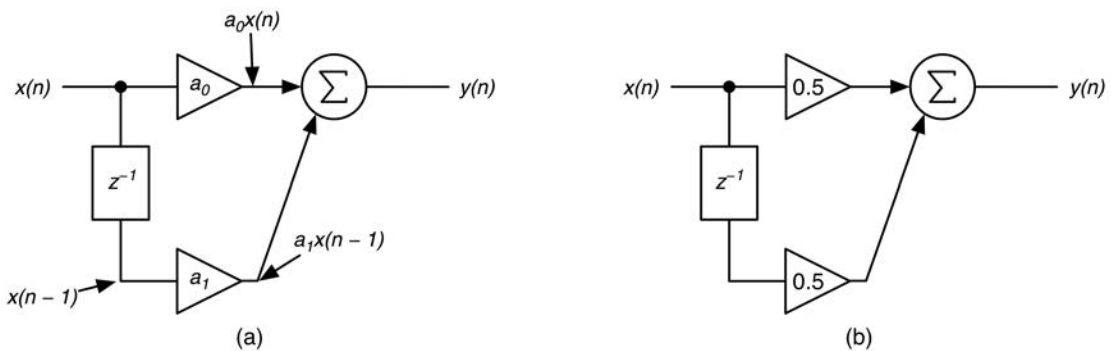 a₀x(n)
x(n)
a₀
Σ
y(n)
z⁻¹
a₁x(n – 1)
a₁
x(n – 1)
(a)
x(n)
0.5
Σ
y(n)
z⁻¹
0.5
(b)